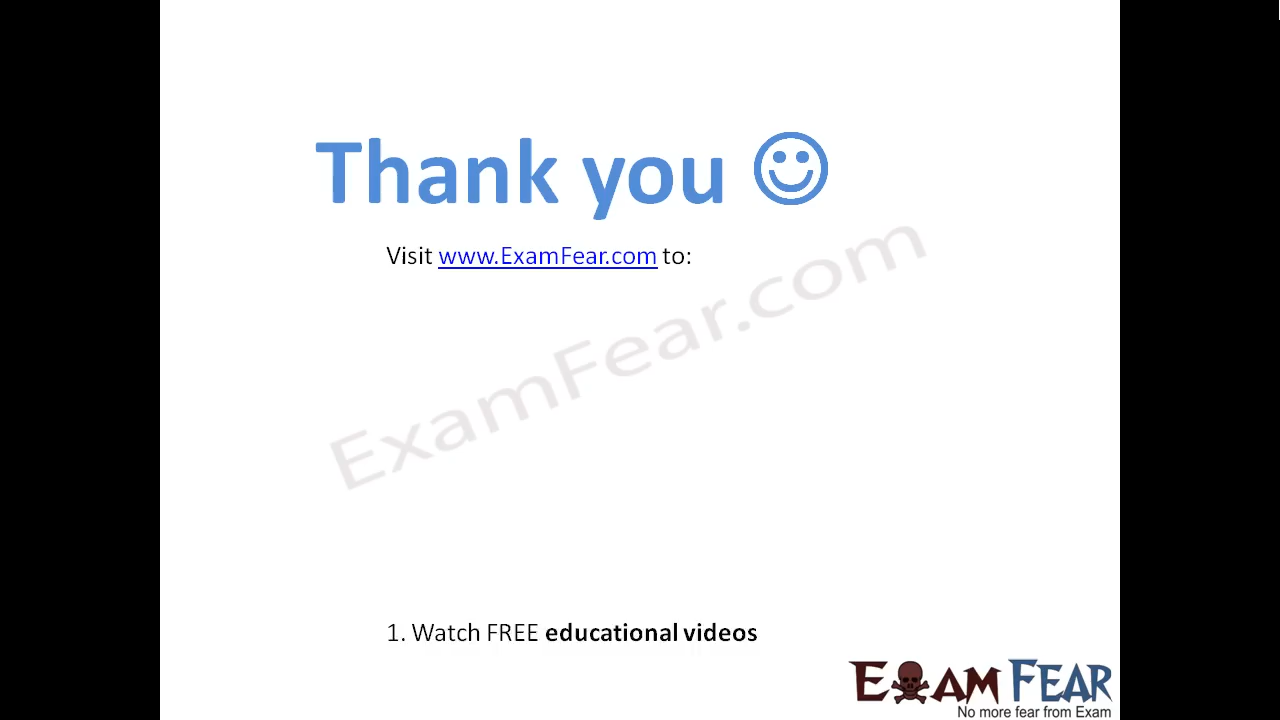 Thank you ☺
Visit www.ExamFear.com to:
ExamFear.com
1. Watch FREE educational videos
EXAM FEAR
No more fear from Exam